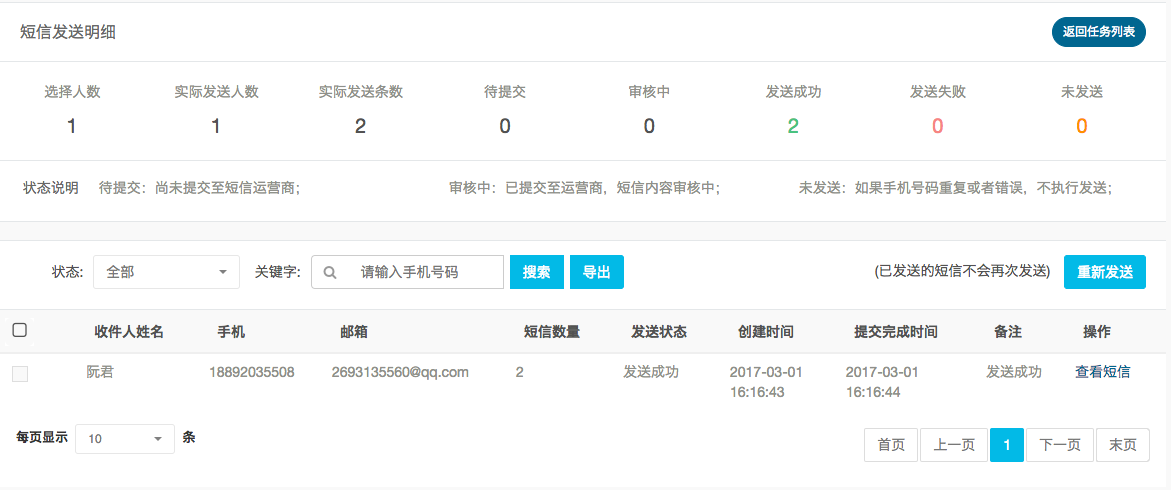 短信发送明细
返回任务列表
选择人数 实际发送人数 实际发送条数 待提交 审核中 发送成功 发送失败 未发送
1 1 2 0 0 2 0 0
状态说明 待提交：尚未提交至短信运营商； 审核中：已提交至运营商，短信内容审核中； 未发送：如果手机号码重复或者错误，不执行发送；
状态: 全部 关键字: 请输入手机号码 搜索 导出 (已发送的短信不会再次发送) 重新发送
收件人姓名 手机 邮箱 短信数量 发送状态 创建时间 提交完成时间 备注 操作
阮君 18892035508 2693135560@qq.com 2 发送成功 2017-03-01 2017-03-01 发送成功 查看短信
16:16:43 16:16:44
每页显示 10 条
首页 上一页 1 下一页 末页